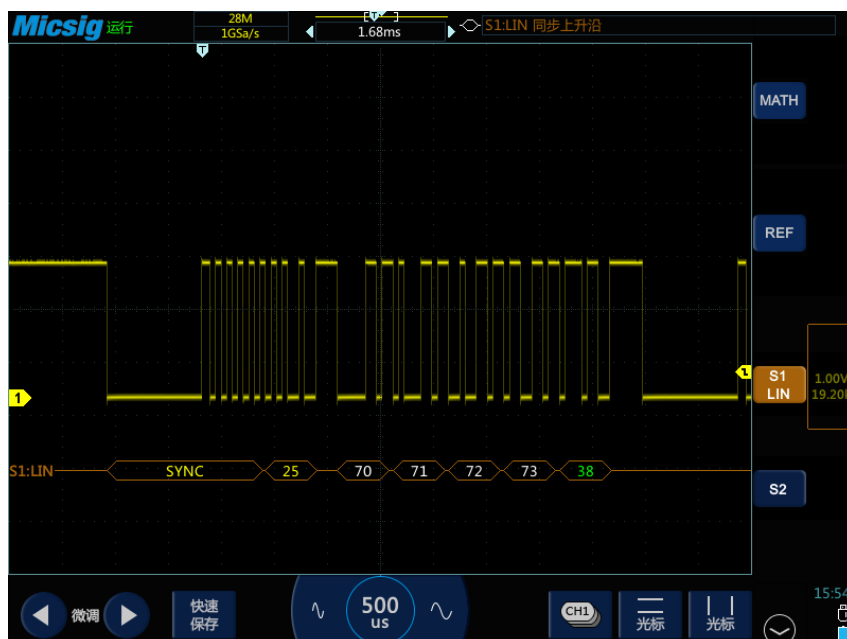 Micsig 运行
28M
1GSa/s
T
[ T ]
1.68ms
S1:LIN 同步上升沿
MATH
REF
1
S1
LIN
1.00V
19.20
S1:LIN
SYNC
25
70
71
72
73
38
S2
微调
快速
保存
500
us
CH1
光标
光标
15:54